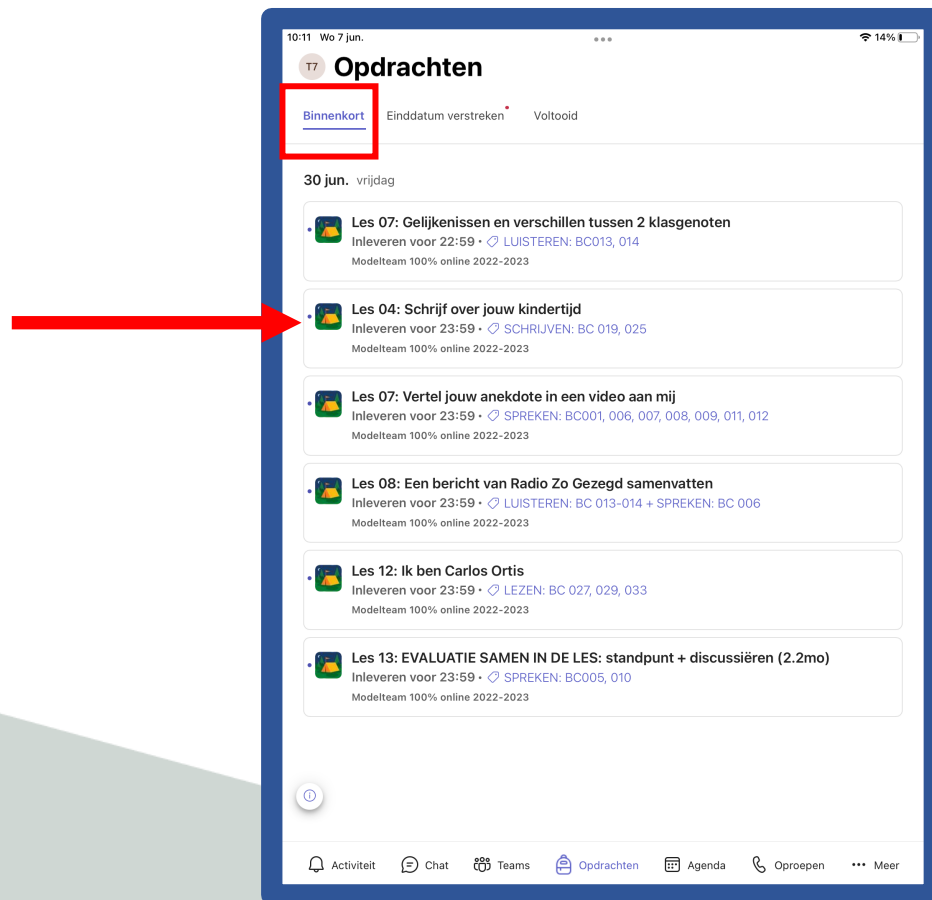 10:11 Wo 7 jun.
14%
T7 Opdrachten
Binnenkort Einddatum verstreken Voltooid
30 jun. vrijdag
Les 07: Gelijkenissen en verschillen tussen 2 klasgenoten
Inleveren voor 22:59 • LUISTEREN: BC013, 014
Modelteam 100% online 2022-2023
Les 04: Schrijf over jouw kindertijd
Inleveren voor 23:59 • SCHRIJVEN: BC 019, 025
Modelteam 100% online 2022-2023
Les 07: Vertel jouw anekdote in een video aan mij
Inleveren voor 23:59 • SPREKEN: BC001, 006, 007, 008, 009, 011, 012
Modelteam 100% online 2022-2023
Les 08: Een bericht van Radio Zo Gezegd samenvatten
Inleveren voor 23:59 • LUISTEREN: BC 013-014 + SPREKEN: BC 006
Modelteam 100% online 2022-2023
Les 12: Ik ben Carlos Ortis
Inleveren voor 23:59 • LEZEN: BC 027, 029, 033
Modelteam 100% online 2022-2023
Les 13: EVALUATIE SAMEN IN DE LES: standpunt + discussiëren (2.2mo)
Inleveren voor 23:59 • SPREKEN: BC005, 010
Modelteam 100% online 2022-2023
Activiteit Chat Teams Opdrachten Agenda Oproepen Meer